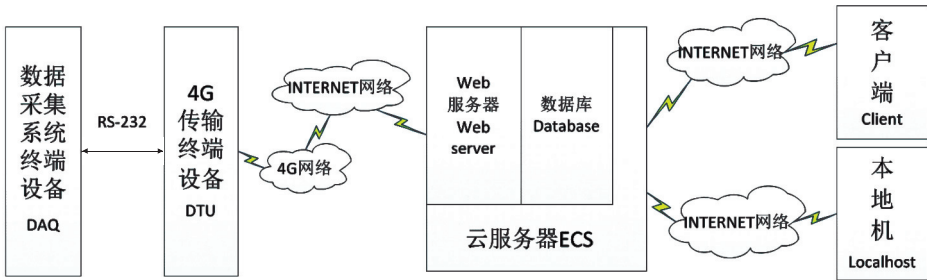 数据
采集
系统
终端
设备
DAQ
RS-232
4G
传输
终端
设备
DTU
4G网络
INTERNET网络
Web
服务器
Web
server
数据库
Database
云服务器ECS
INTERNET网络
客
户
端
Client
INTERNET网络
本
地
机
Localhost